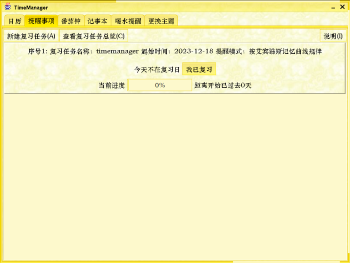 TimeManager
日历 提醒事项 番茄钟 记事本 喝水提醒 更换主题
新建复习任务(A) 查看复习任务总览(C) 说明(I)
序号1: 复习任务名称: timemanager 起始时间: 2023-12-18 提醒模式: 按艾宾浩斯记忆曲线规律
今天不在复习日 我已复习
当前进度 0% 距离开始已过去0天